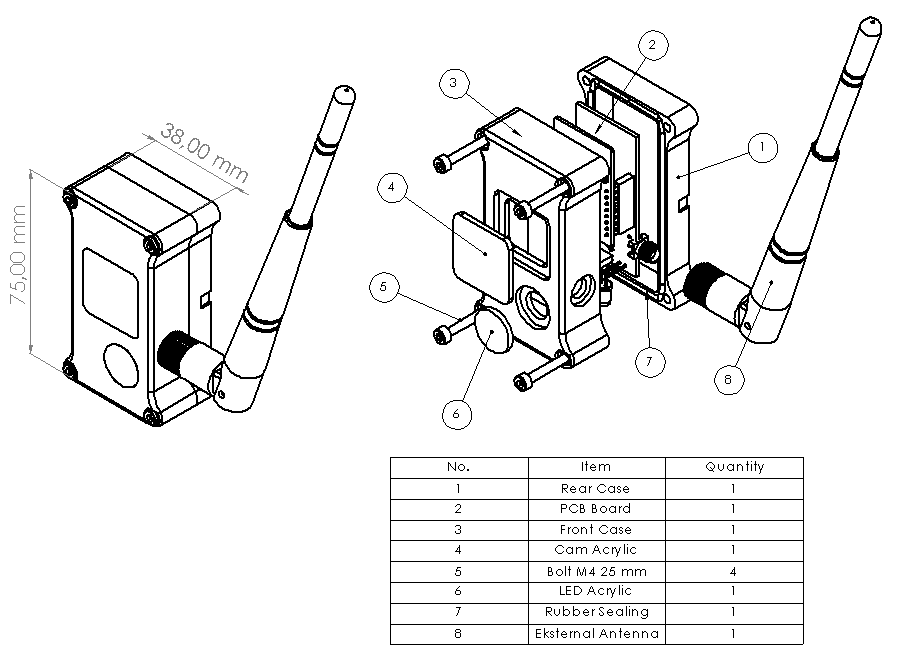 38,00 mm
75,00 mm
2
3
1
4
5
7
8
6
No. Item Quantity
1 Rear Case 1
2 PCB Board 1
3 Front Case 1
4 Cam Acrylic 1
5 Bolt M4 25 mm 4
6 LED Acrylic 1
7 Rubber Sealing 1
8 Eksternal Antenna 1